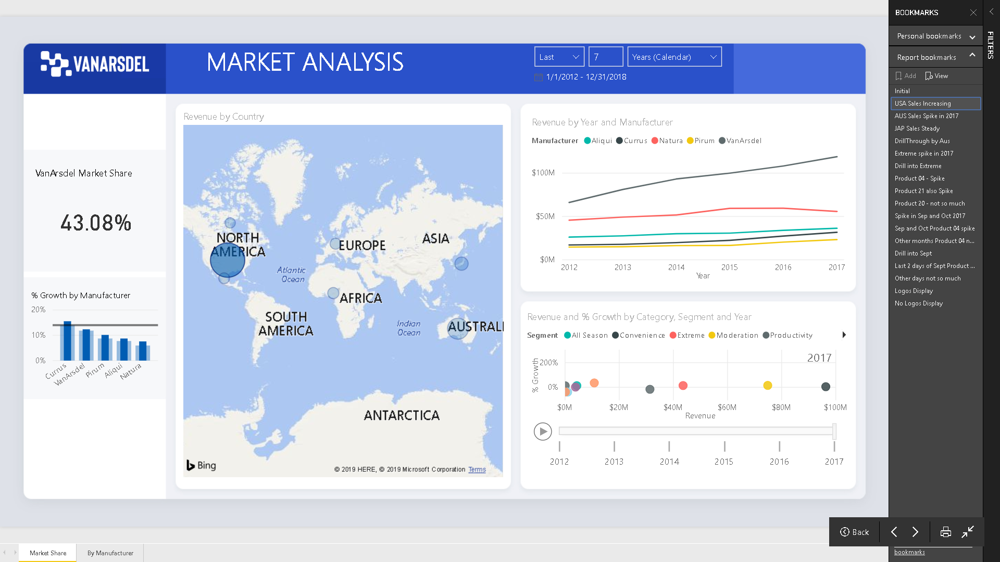 VANARSDEL
MARKET ANALYSIS
Last
7
Years (Calendar)
1/1/2012 - 12/31/2018
VanArsdel Market Share
43.08%
% Growth by Manufacturer
20%
10%
0%
Currus
VanArsdel
Pirum
Aliqui
Natura
Revenue by Country
NORTH
AMERICA
EUROPE
ASIA
Atlantic
Ocean
AFRICA
SOUTH
AMERICA
Indian
Ocean
AUSTRALI
ANTARCTICA
Bing
© 2019 HERE, © 2019 Microsoft Corporation Terms
Revenue by Year and Manufacturer
Manufacturer Aliqui Currus Natura Pirum VanArsdel
$100M
$50M
$0M
2012 2013 2014 2015 2016 2017
Year
Revenue and % Growth by Category, Segment and Year
Segment All Season Convenience Extreme Moderation Productivity
2017
% Growth
200%
0%
$0M $20M $40M $60M $80M $100M
Revenue
2012 2013 2014 2015 2016 2017
BOOKMARKS
Personal bookmarks
Report bookmarks
Add View
Initial
USA Sales Increasing
AUS Sales Spike in 2017
JAP Sales Steady
DrillThrough by Aus
Extreme spike in 2017
Drill into Extreme
Product 04 - Spike
Product 21 also Spike
Product 20 - not so much
Spike in Sep and Oct 2017
Sep and Oct Product 04 spike
Other months Product 04 n...
Drill into Sept
Last 2 days of Sept Product ...
Other days not so much
Logos Display
No Logos Display
FILTERS
Back
bookmarks
Market Share
By Manufacturer